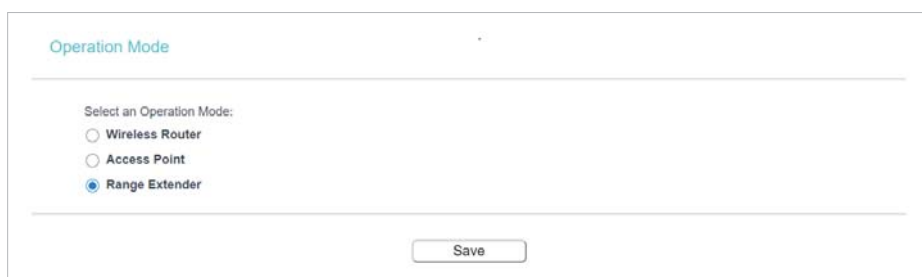 Operation Mode
Select an Operation Mode:
Wireless Router
Access Point
Range Extender
Save